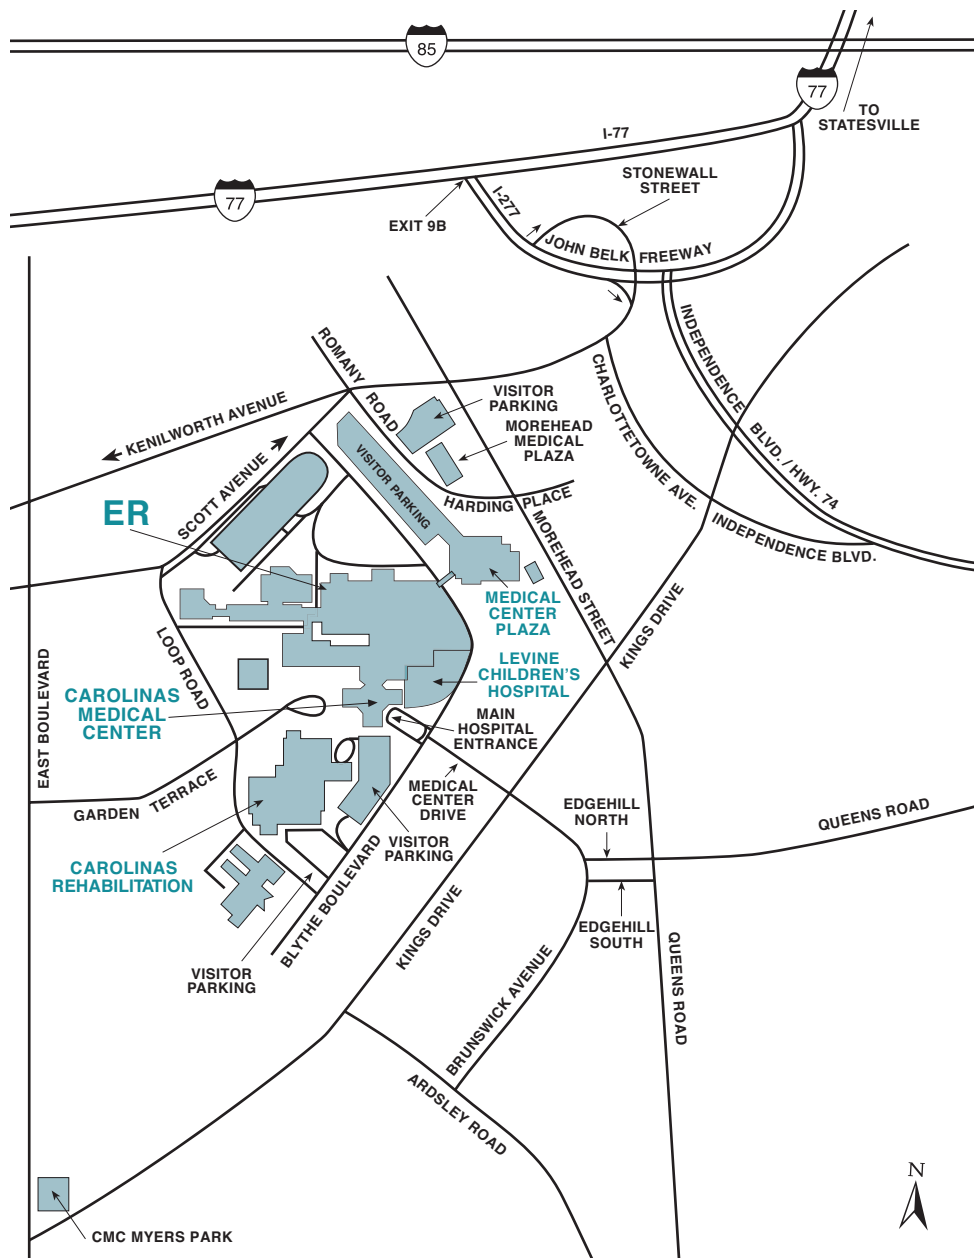 85
77
TO
STATESVILLE
I-77
STONEWALL
STREET
77
I-277
EXIT 9B
JOHN BELK FREEWAY
INDEPENDENCE BLVD. / HWY. 74
ROMANY ROAD
CHARLOTTETOWNE AVE.
KENILWORTH AVENUE
VISITOR
PARKING
MOREHEAD
MEDICAL
PLAZA
VISITOR PARKING
SCOTT AVENUE
HARDING PLACE
ER
INDEPENDENCE BLVD.
MOREHEAD STREET
MEDICAL
CENTER
PLAZA
KINGS DRIVE
LOOP ROAD
LEVINE
CHILDREN'S
HOSPITAL
EAST BOULEVARD
CAROLINAS
MEDICAL
CENTER
MAIN
HOSPITAL
ENTRANCE
GARDEN TERRACE
MEDICAL
CENTER
DRIVE
EDGEHILL
NORTH
QUEENS ROAD
VISITOR
PARKING
CAROLINAS
REHABILITATION
BLYTHE BOULEVARD
KINGS DRIVE
EDGEHILL
SOUTH
VISITOR
PARKING
BRUNSWICK AVENUE
QUEENS ROAD
ARDSLEY ROAD
N
CMC MYERS PARK